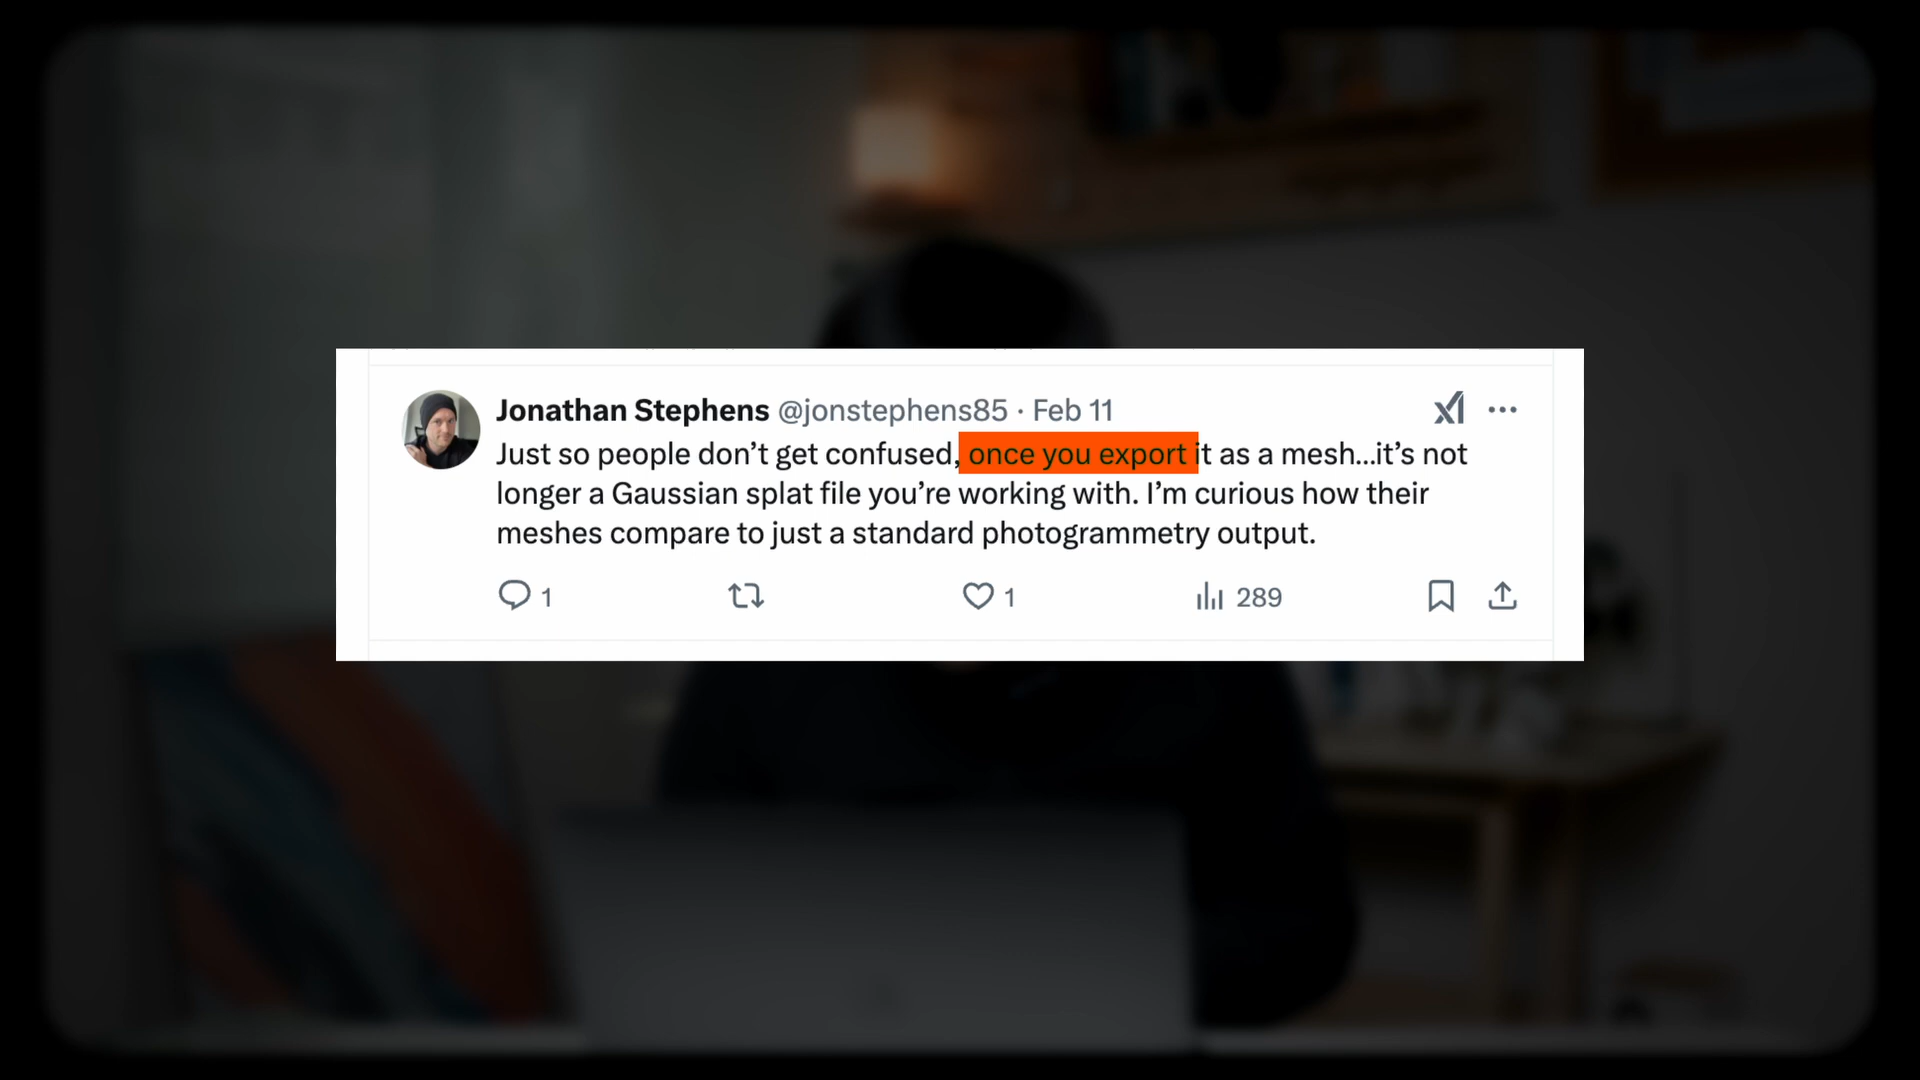 Jonathan Stephens @jonstephens85 · Feb 11
Just so people don’t get confused, once you export it as a mesh...it’s not
longer a Gaussian splat file you’re working with. I’m curious how their
meshes compare to just a standard photogrammetry output.
1 1 289